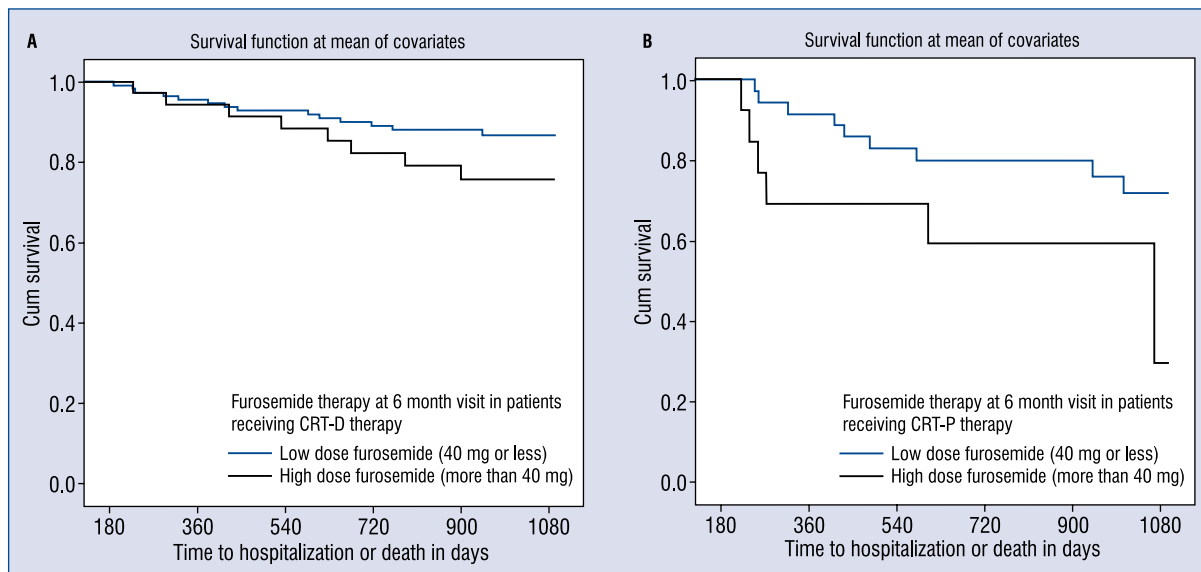 A
Survival function at mean of covariates
1.0
0.8
0.6
0.4
0.2
0.0
Cum survival
Furosemide therapy at 6 month visit in patients
receiving CRT-D therapy
Low dose furosemide (40 mg or less)
High dose furosemide (more than 40 mg)
180 360 540 720 900 1080
Time to hospitalization or death in days
B
Survival function at mean of covariates
1.0
0.8
0.6
0.4
0.2
0.0
Cum survival
Furosemide therapy at 6 month visit in patients
receiving CRT-P therapy
Low dose furosemide (40 mg or less)
High dose furosemide (more than 40 mg)
180 360 540 720 900 1080
Time to hospitalization or death in days